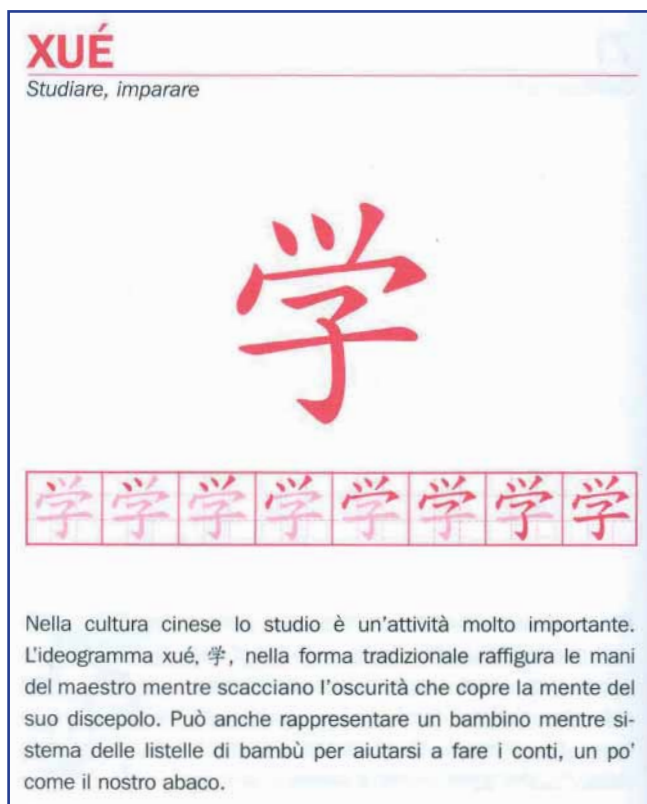 XUÉ
Studiare, imparare
学
学 学 学 学 学 学 学 学
Nella cultura cinese lo studio è un'attività molto importante.
L'ideogramma xué, 学, nella forma tradizionale raffigura le mani
del maestro mentre scacciano l'oscurità che copre la mente del
suo discepolo. Può anche rappresentare un bambino mentre si-
stema delle listelle di bambù per aiutarsi a fare i conti, un po'
come il nostro abaco.